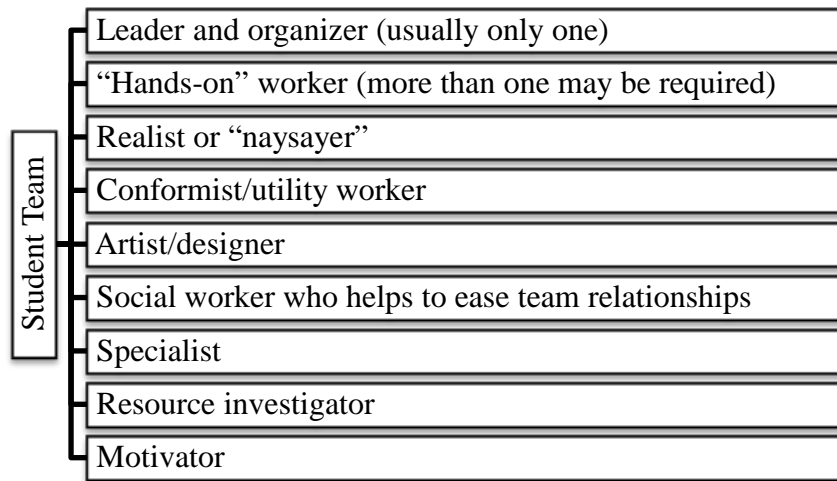 Student Team
Leader and organizer (usually only one)
“Hands-on” worker (more than one may be required)
Realist or “naysayer”
Conformist/utility worker
Artist/designer
Social worker who helps to ease team relationships
Specialist
Resource investigator
Motivator